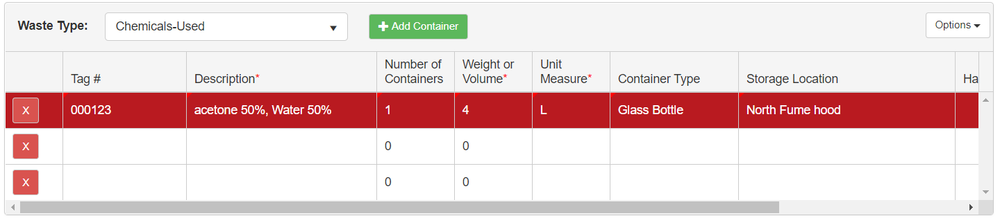 Waste Type: Chemicals-Used Add Container Options
Tag # Description* Number of Containers Weight or Volume* Unit Measure* Container Type Storage Location Ha
X 000123 acetone 50%, Water 50% 1 4 L Glass Bottle North Fume hood
X 0 0
X 0 0